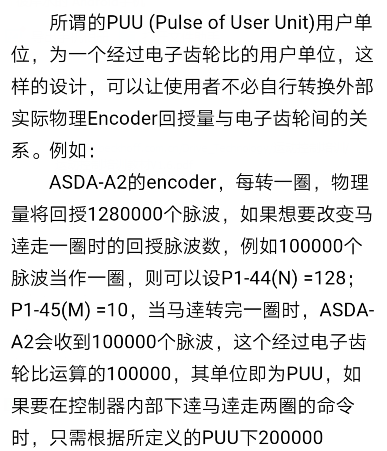 所谓的PUU (Pulse of User Unit)用户单
位，为一个经过电子齿轮比的用户单位，这
样的设计，可以让使用者不必自行转换外部
实际物理Encoder回授量与电子齿轮间的关
系。例如：
ASDA-A2的encoder，每转一圈，物理
量将回授1280000个脉波，如果想要改变马
達走一圈时的回授脉波数，例如100000个
脉波当作一圈，则可以设P1-44(N) =128；
P1-45(M) =10，当马達转完一圈时，ASDA-
A2会收到100000个脉波，这个经过电子齿
轮比运算的100000，其单位即为PUU，如
果要在控制器内部下達马達走两圈的命令
时，只需根据所定义的PUU下200000